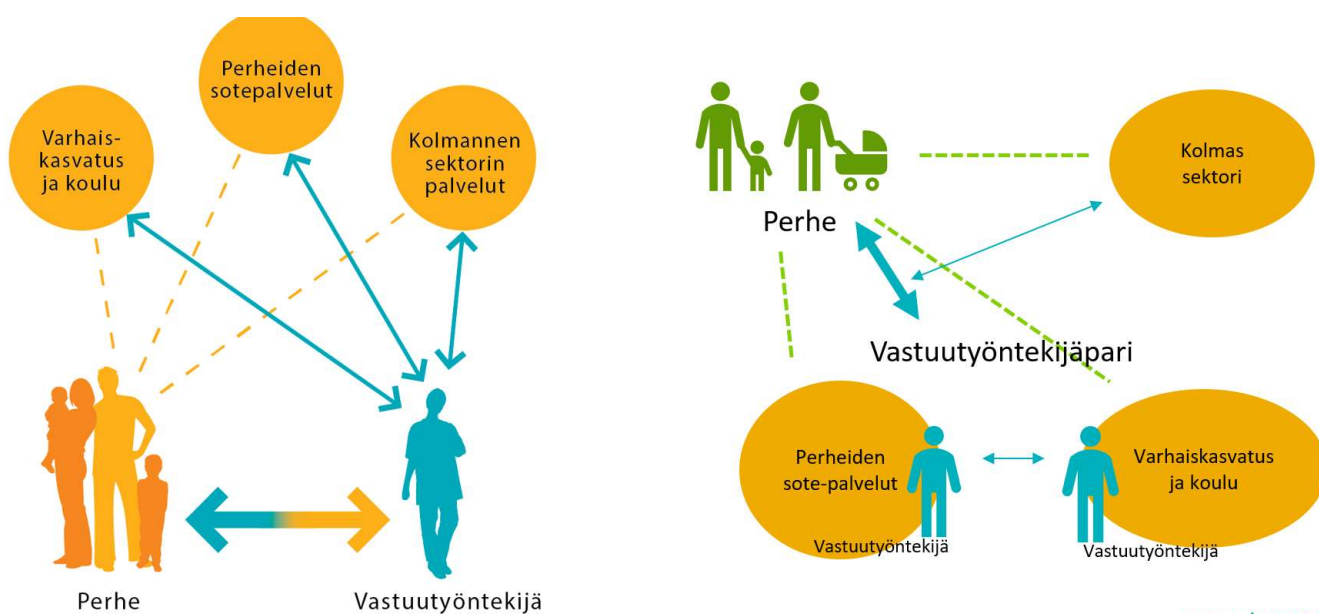 Perheiden
sotepalvelut
Varhais-
kasvatus
ja koulu
Kolmannen
sektorin
palvelut
Perhe
Vastuutyöntekijä
Kolmas
sektori
Perhe
Vastuutyöntekijäpari
Perheiden
sote-palvelut
Varhaiskasvatus
ja koulu
Vastuutyöntekijä
Vastuutyöntekijä